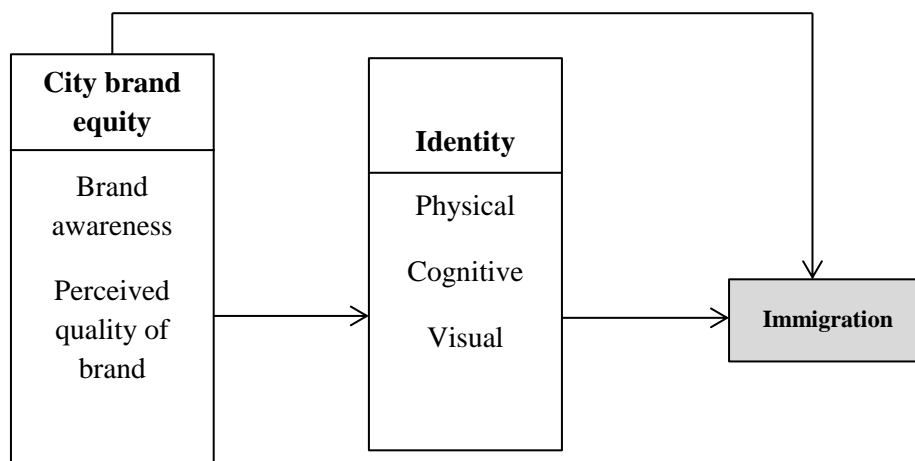 City brand
equity
Brand
awareness
Perceived
quality of
brand
Identity
Physical
Cognitive
Visual
Immigration